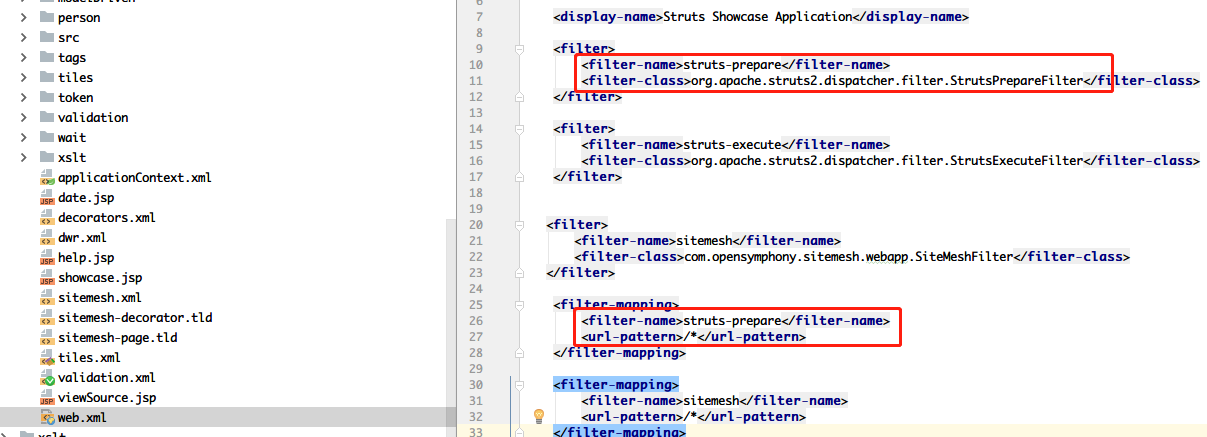 person
src
tags
tiles
token
validation
wait
xslt
applicationContext.xml
date.jsp
decorators.xml
dwr.xml
help.jsp
showcase.jsp
sitemesh.xml
sitemesh-decorator.tld
sitemesh-page.tld
tiles.xml
validation.xml
viewSource.jsp
web.xml
7 <display-name>Struts Showcase Application</display-name>
8
9 <filter>
10 <filter-name>struts-prepare</filter-name>
11 <filter-class>org.apache.struts2.dispatcher.filter.StrutsPrepareFilter</filter-class>
12 </filter>
13
14 <filter>
15 <filter-name>struts-execute</filter-name>
16 <filter-class>org.apache.struts2.dispatcher.filter.StrutsExecuteFilter</filter-class>
17 </filter>
18
19
20 <filter>
21 <filter-name>sitemesh</filter-name>
22 <filter-class>com.opensymphony.sitemesh.webapp.SiteMeshFilter</filter-class>
23 </filter>
24
25 <filter-mapping>
26 <filter-name>struts-prepare</filter-name>
27 <url-pattern>/*</url-pattern>
28 </filter-mapping>
29
30 <filter-mapping>
31 <filter-name>sitemesh</filter-name>
32 <url-pattern>/*</url-pattern>
33 </filter-mapping>